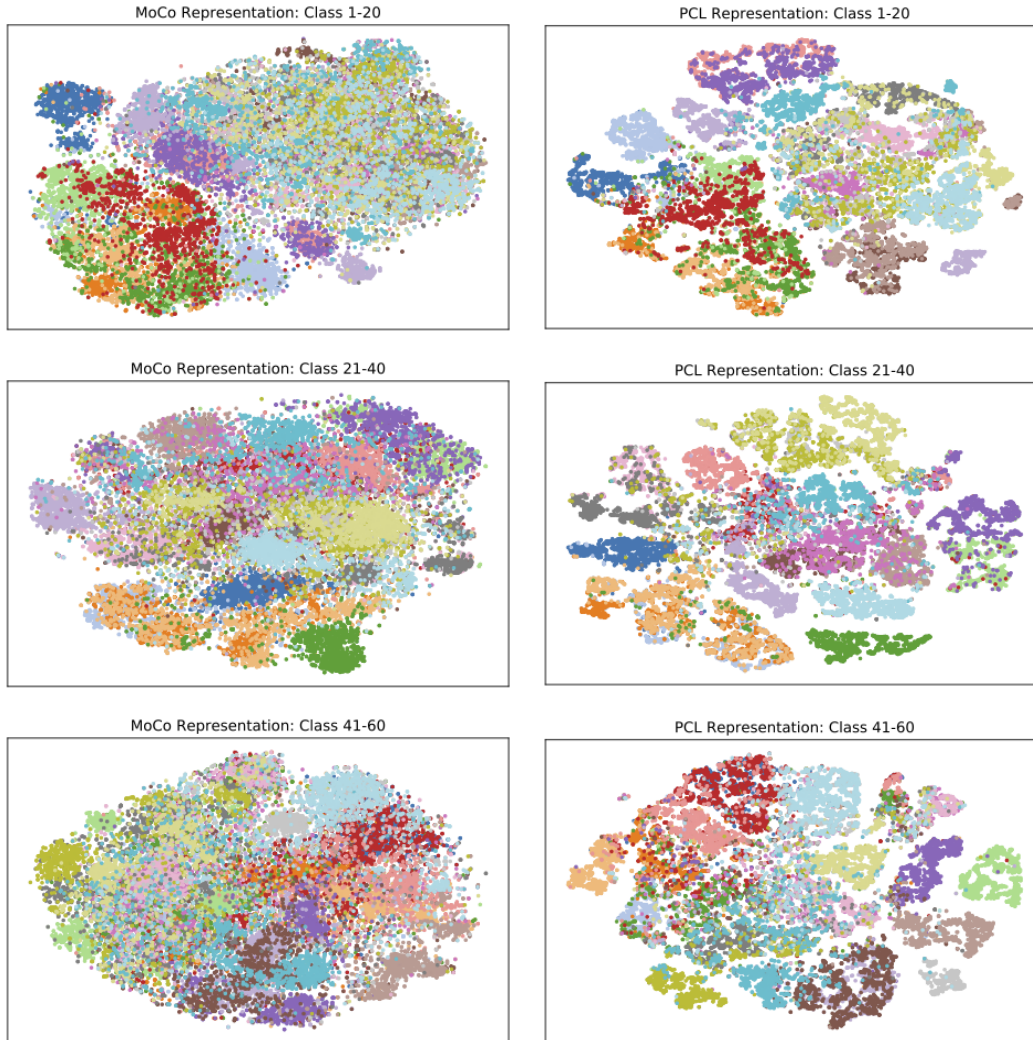 MoCo Representation: Class 1-20
PCL Representation: Class 1-20
MoCo Representation: Class 21-40
PCL Representation: Class 21-40
MoCo Representation: Class 41-60
PCL Representation: Class 41-60